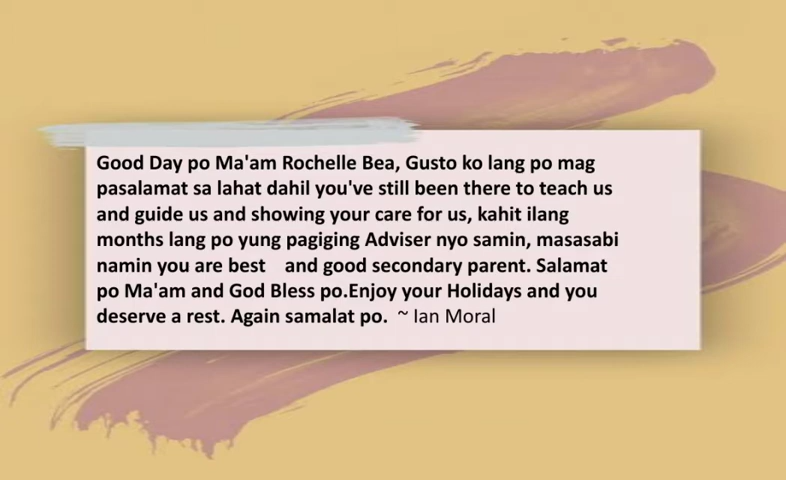 Good Day po Ma'am Rochelle Bea, Gusto ko lang po mag
pasalamat sa lahat dahil you've still been there to teach us
and guide us and showing your care for us, kahit ilang
months lang po yung pagiging Adviser nyo samin, masasabi
namin you are best and good secondary parent. Salamat
po Ma'am and God Bless po.Enjoy your Holidays and you
deserve a rest. Again samalat po. ~ Ian Moral